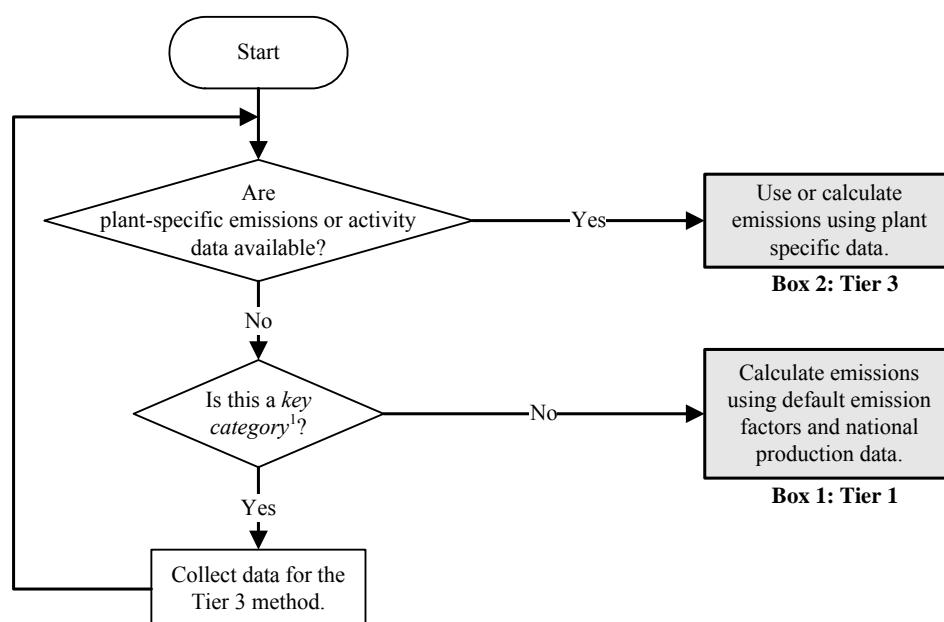 Start
Are
plant-specific emissions or activity
data available?
Yes
Use or calculate
emissions using plant
specific data.
Box 2: Tier 3
No
Is this a key
category¹?
No
Calculate emissions
using default emission
factors and national
production data.
Box 1: Tier 1
Yes
Collect data for the
Tier 3 method.